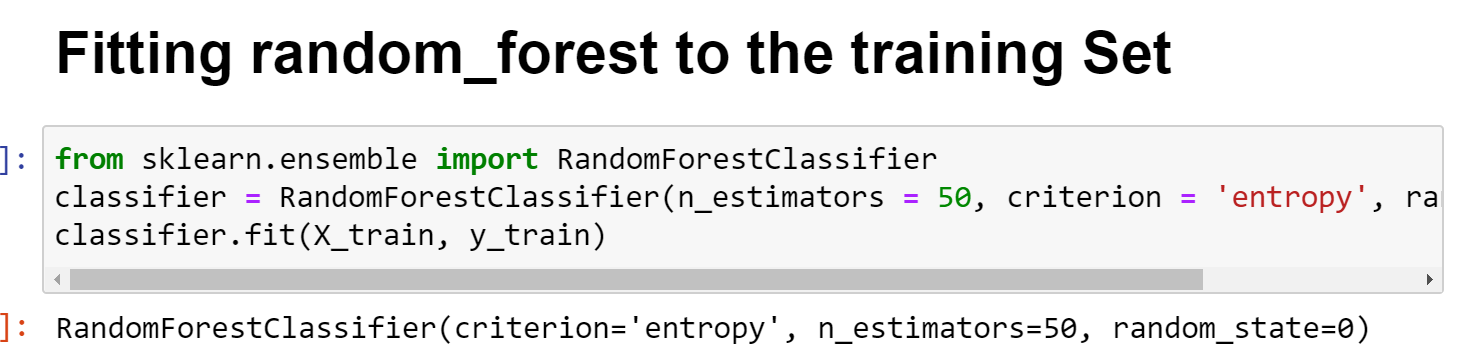 Fitting random_forest to the training Set
]: from sklearn.ensemble import RandomForestClassifier
classifier = RandomForestClassifier(n_estimators = 50, criterion = 'entropy', ra
classifier.fit(X_train, y_train)
]: RandomForestClassifier(criterion='entropy', n_estimators=50, random_state=0)